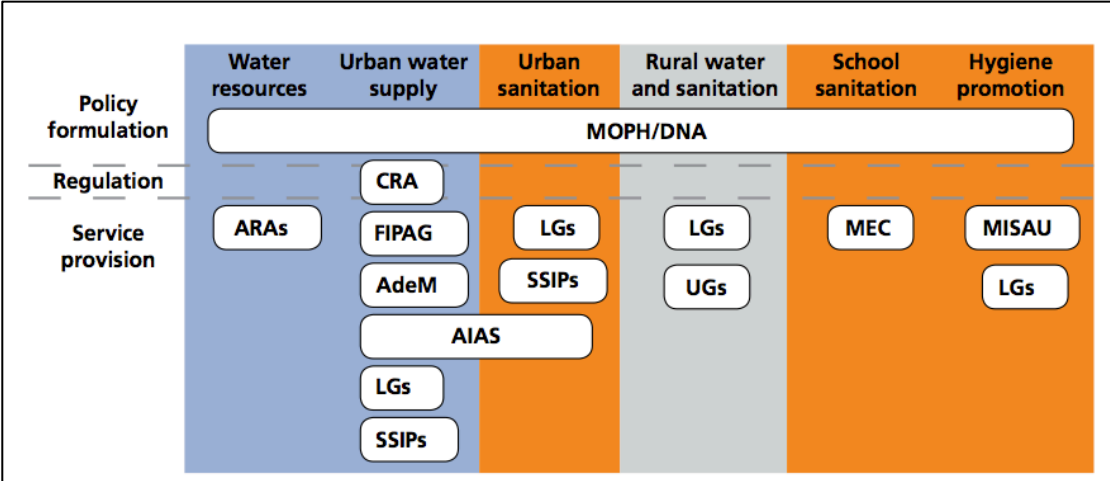 Water resources
Urban water supply
Urban sanitation
Rural water and sanitation
School sanitation
Hygiene promotion
Policy formulation
MOPH/DNA
Regulation
CRA
Service provision
ARAs
FIPAG
LGs
LGs
MEC
MISAU
AdeM
SSIPs
UGs
LGs
AIAS
LGs
SSIPs